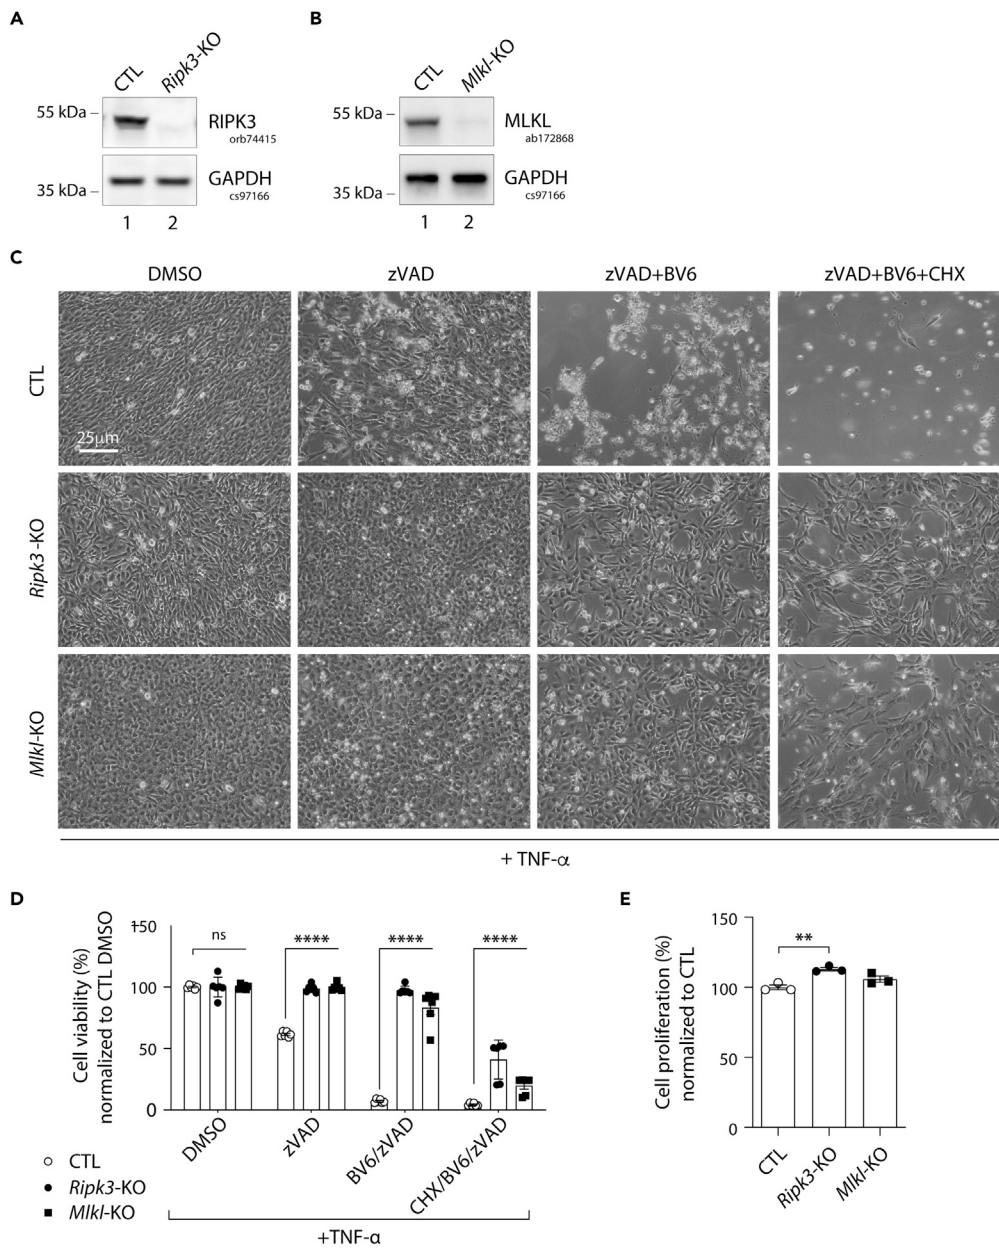 A
B
CTL
Ripk3-KO
CTL
Mlkl-KO
55 kDa
RIPK3
orb74415
35 kDa
GAPDH
cs97166
1 2
55 kDa
MLKL
ab172868
35 kDa
GAPDH
cs97166
1 2
C
DMSO zVAD zVAD+BV6 zVAD+BV6+CHX
CTL
25µm
Ripk3-KO
Mlkl-KO
+ TNF-α
D
Cell viability (%)
normalized to CTL DMSO
150
100
50
0
ns
****
****
****
DMSO
zVAD
BV6/zVAD
CHX/BV6/zVAD
CTL
Ripk3-KO
Mlkl-KO
+TNF-α
E
Cell proliferation (%)
normalized to CTL
150
100
50
0
**
CTL
Ripk3-KO
Mlkl-KO